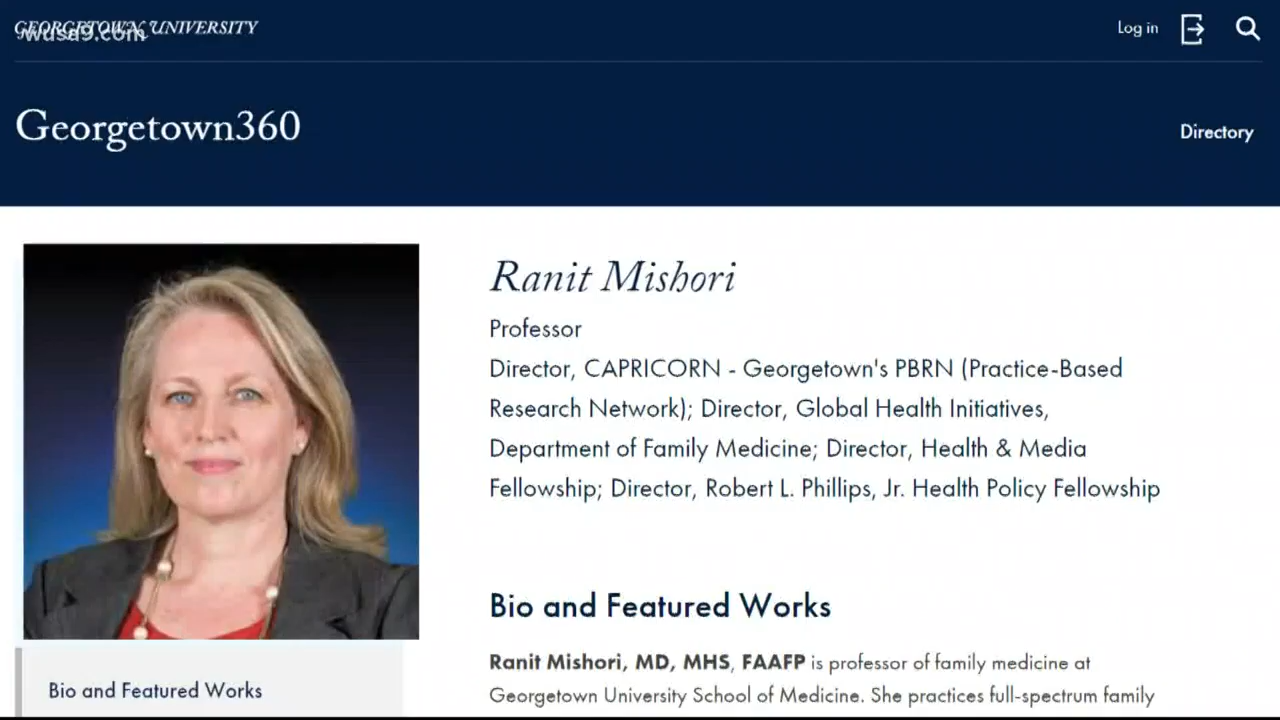 GEORGETOWN UNIVERSITY
wusa9.com
Log in
Georgetown360
Directory
Ranit Mishori
Professor
Director, CAPRICORN - Georgetown's PBRN (Practice-Based
Research Network); Director, Global Health Initiatives,
Department of Family Medicine; Director, Health & Media
Fellowship; Director, Robert L. Phillips, Jr. Health Policy Fellowship
Bio and Featured Works
Ranit Mishori, MD, MHS, FAAFP is professor of family medicine at
Georgetown University School of Medicine. She practices full-spectrum family
Bio and Featured Works